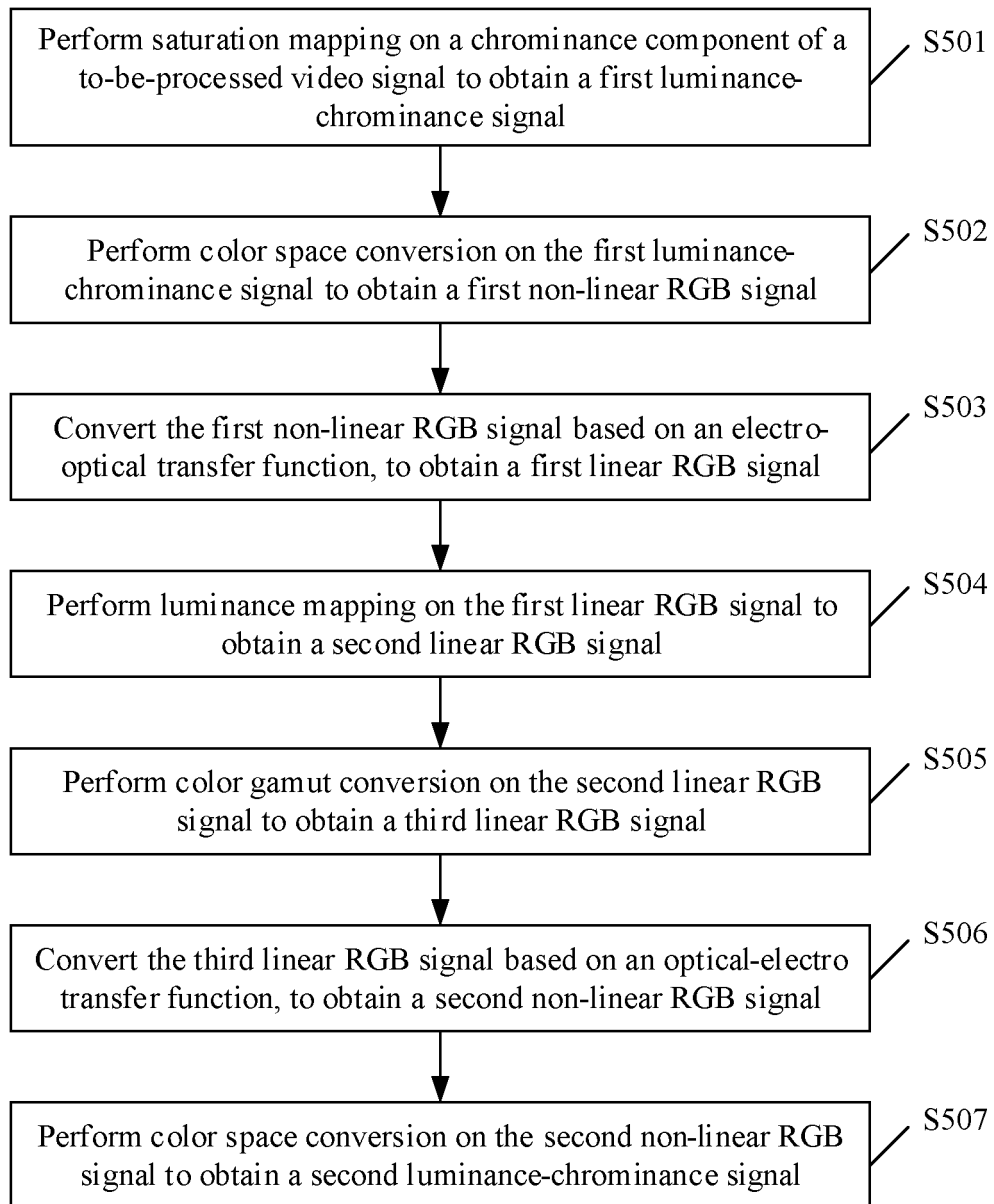 Perform saturation mapping on a chrominance component of a
to-be-processed video signal to obtain a first luminance-
chrominance signal
S501
Perform color space conversion on the first luminance-
chrominance signal to obtain a first non-linear RGB signal
S502
Convert the first non-linear RGB signal based on an electro-
optical transfer function, to obtain a first linear RGB signal
S503
Perform luminance mapping on the first linear RGB signal to
obtain a second linear RGB signal
S504
Perform color gamut conversion on the second linear RGB
signal to obtain a third linear RGB signal
S505
Convert the third linear RGB signal based on an optical-electro
transfer function, to obtain a second non-linear RGB signal
S506
Perform color space conversion on the second non-linear RGB
signal to obtain a second luminance-chrominance signal
S507